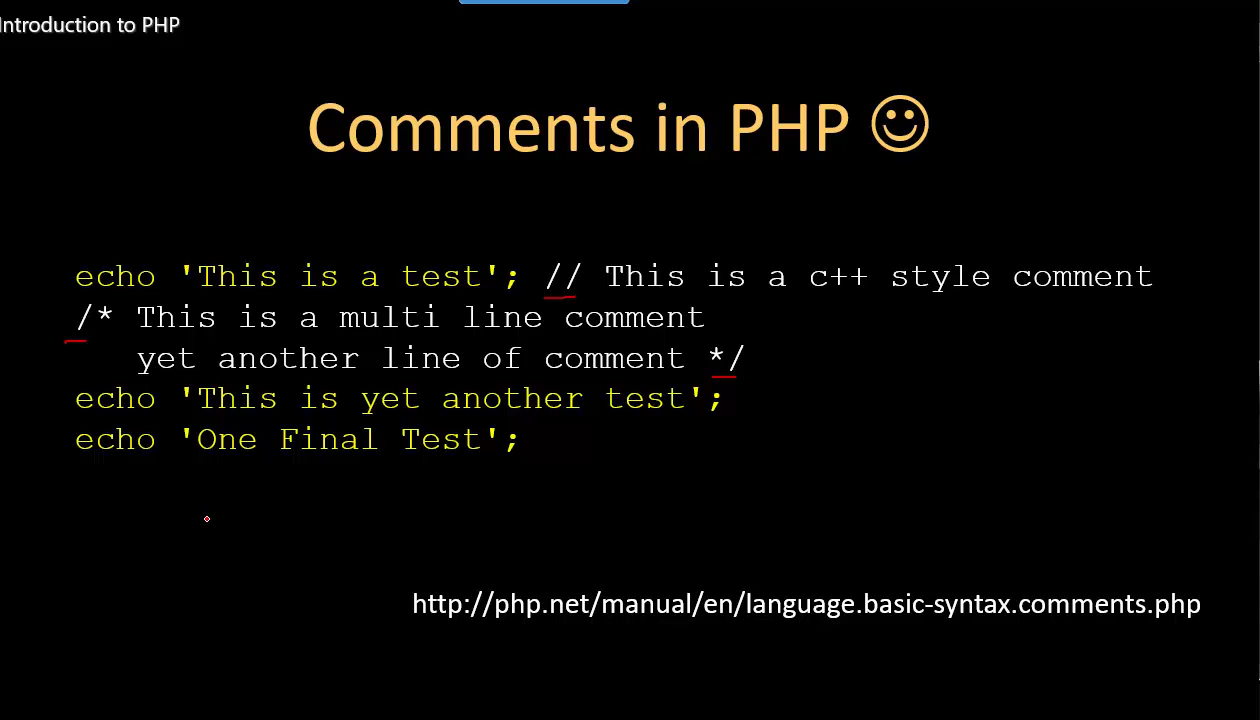 Introduction to PHP
Comments in PHP ☺
echo 'This is a test'; // This is a c++ style comment
/* This is a multi line comment
yet another line of comment */
echo 'This is yet another test';
echo 'One Final Test';
http://php.net/manual/en/language.basic-syntax.comments.php